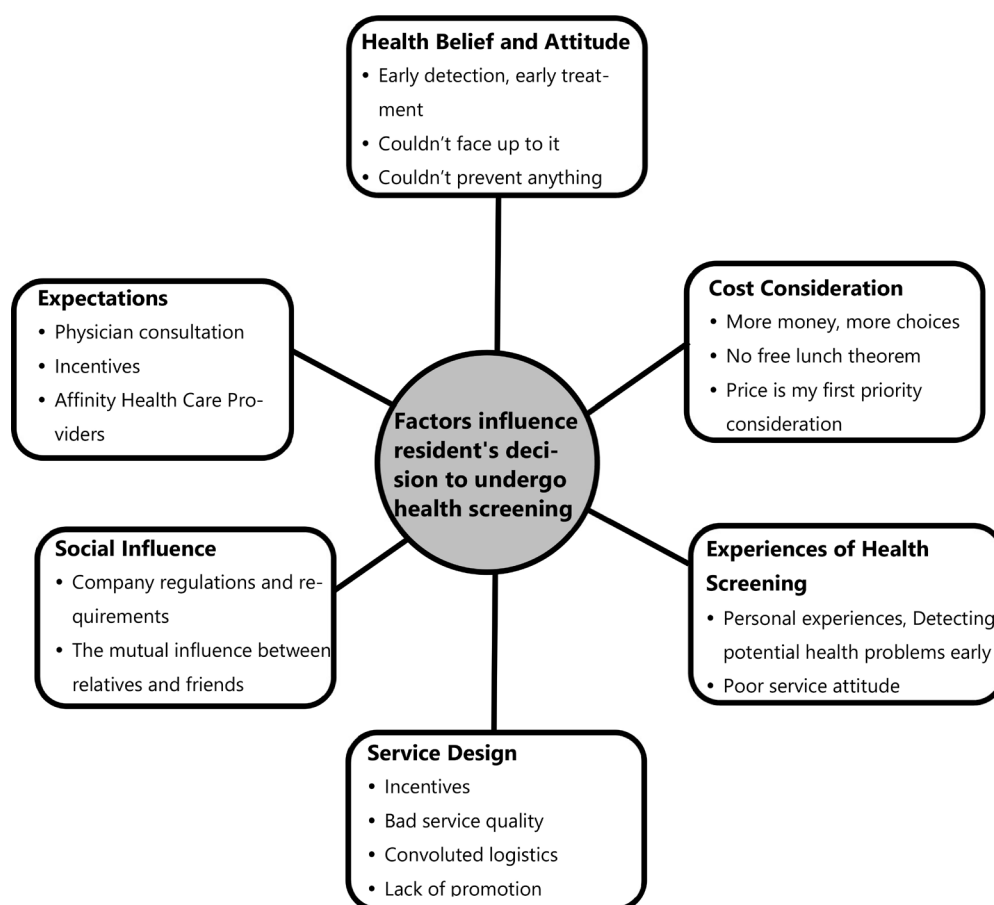 Health Belief and Attitude
• Early detection, early treat-
ment
• Couldn't face up to it
• Couldn't prevent anything
Expectations
• Physician consultation
• Incentives
• Affinity Health Care Pro-
viders
Cost Consideration
• More money, more choices
• No free lunch theorem
• Price is my first priority
consideration
Factors influence
resident's deci-
sion to undergo
health screening
Social Influence
• Company regulations and re-
quirements
• The mutual influence between
relatives and friends
Experiences of Health
Screening
• Personal experiences, Detecting
potential health problems early
• Poor service attitude
Service Design
• Incentives
• Bad service quality
• Convoluted logistics
• Lack of promotion